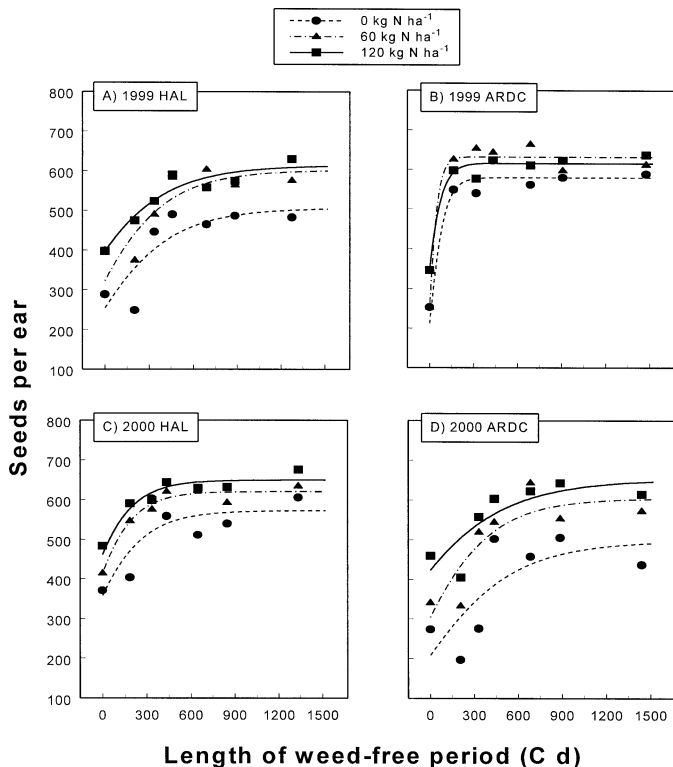 0 kg N ha-1
60 kg N ha-1
120 kg N ha-1
800
700
600
500
400
300
200
100
A) 1999 HAL
B) 1999 ARDC
Seeds per ear
800
700
600
500
400
300
200
100
C) 2000 HAL
D) 2000 ARDC
0 300 600 900 1200 1500
0 300 600 900 1200 1500
Length of weed-free period (C d)